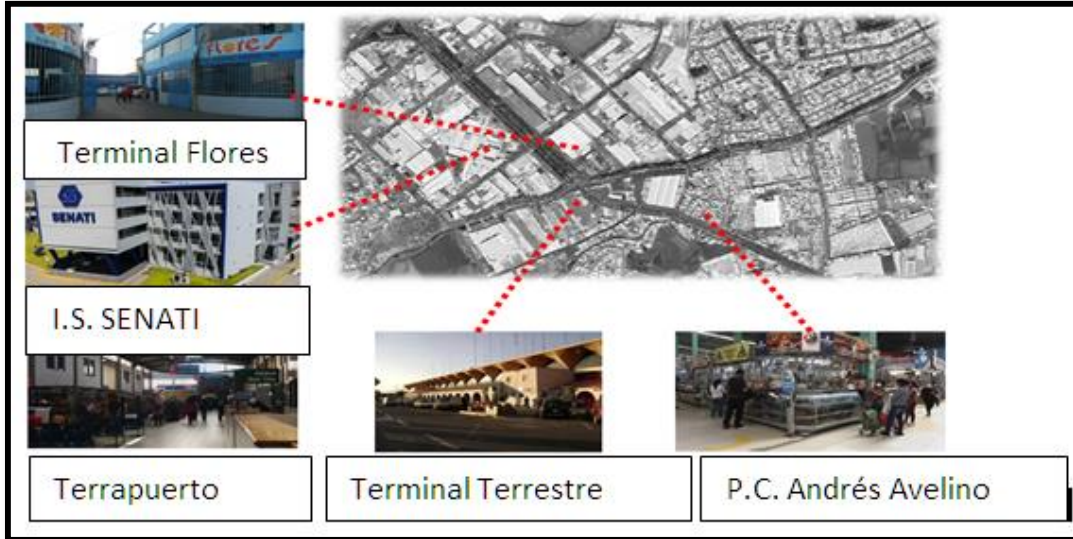 flores
Terminal Flores
SENATI
I.S. SENATI
Terrapuerto
Terminal Terrestre
P.C. Andrés Avelino